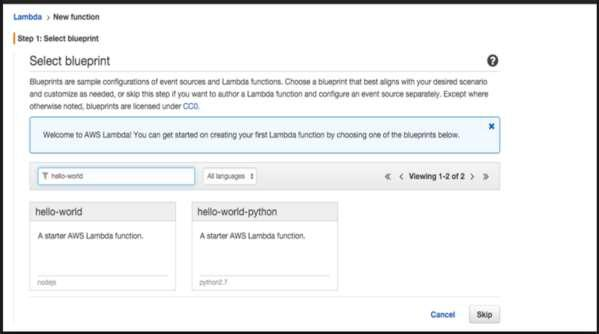 Lambda > New function
Step 1: Select blueprint
Select blueprint
?
Blueprints are sample configurations of event sources and Lambda functions. Choose a blueprint that best aligns with your desired scenario
and customize as needed, or skip this step if you want to author a Lambda function and configure an event source separately. Except where
otherwise noted, blueprints are licensed under CC0.
Welcome to AWS Lambda! You can get started on creating your first Lambda function by choosing one of the blueprints below.
hello-world
All languages
« < Viewing 1-2 of 2 > »
hello-world
A starter AWS Lambda function.
nodejs
hello-world-python
A starter AWS Lambda function.
python2.7
Cancel
Skip